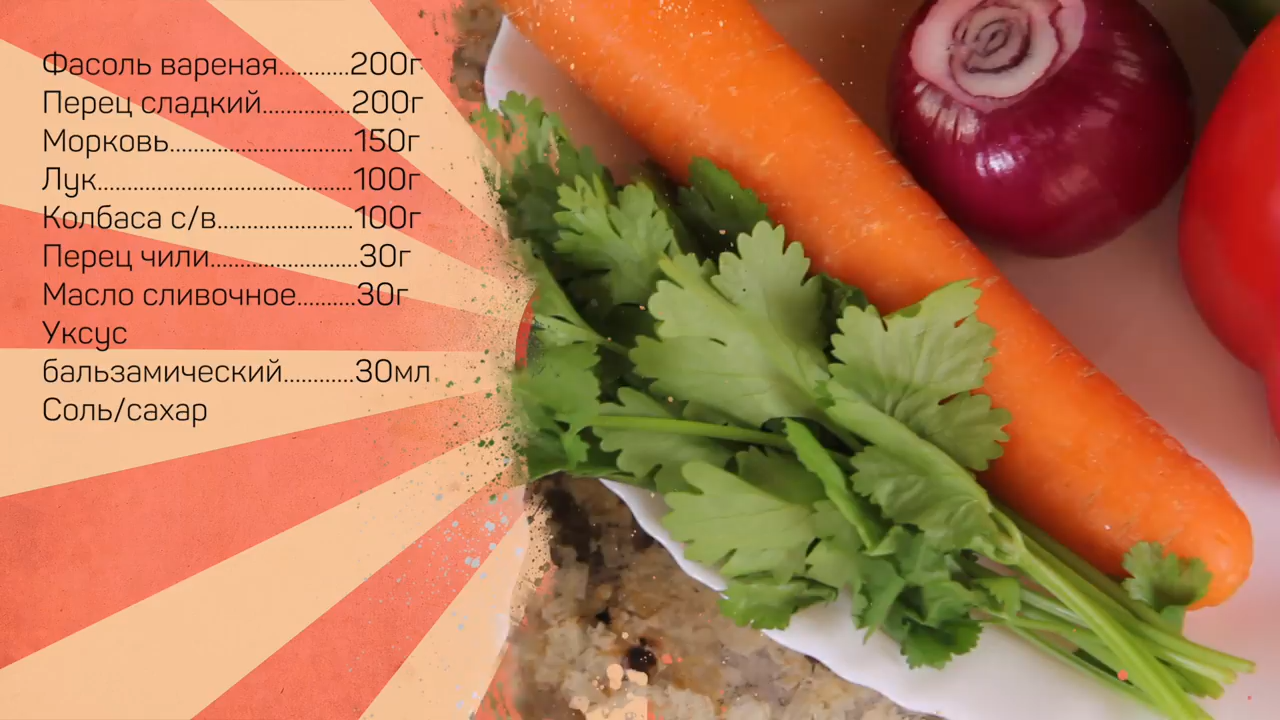 Фасоль вареная............200г
Перец сладкий...............200г
Морковь...............................150г
Лук...........................................100г
Колбаса с/в....................... 100г
Перец чили.........................30г
Масло сливочное..........30г
Уксус
бальзамический............30мл
Соль/сахар